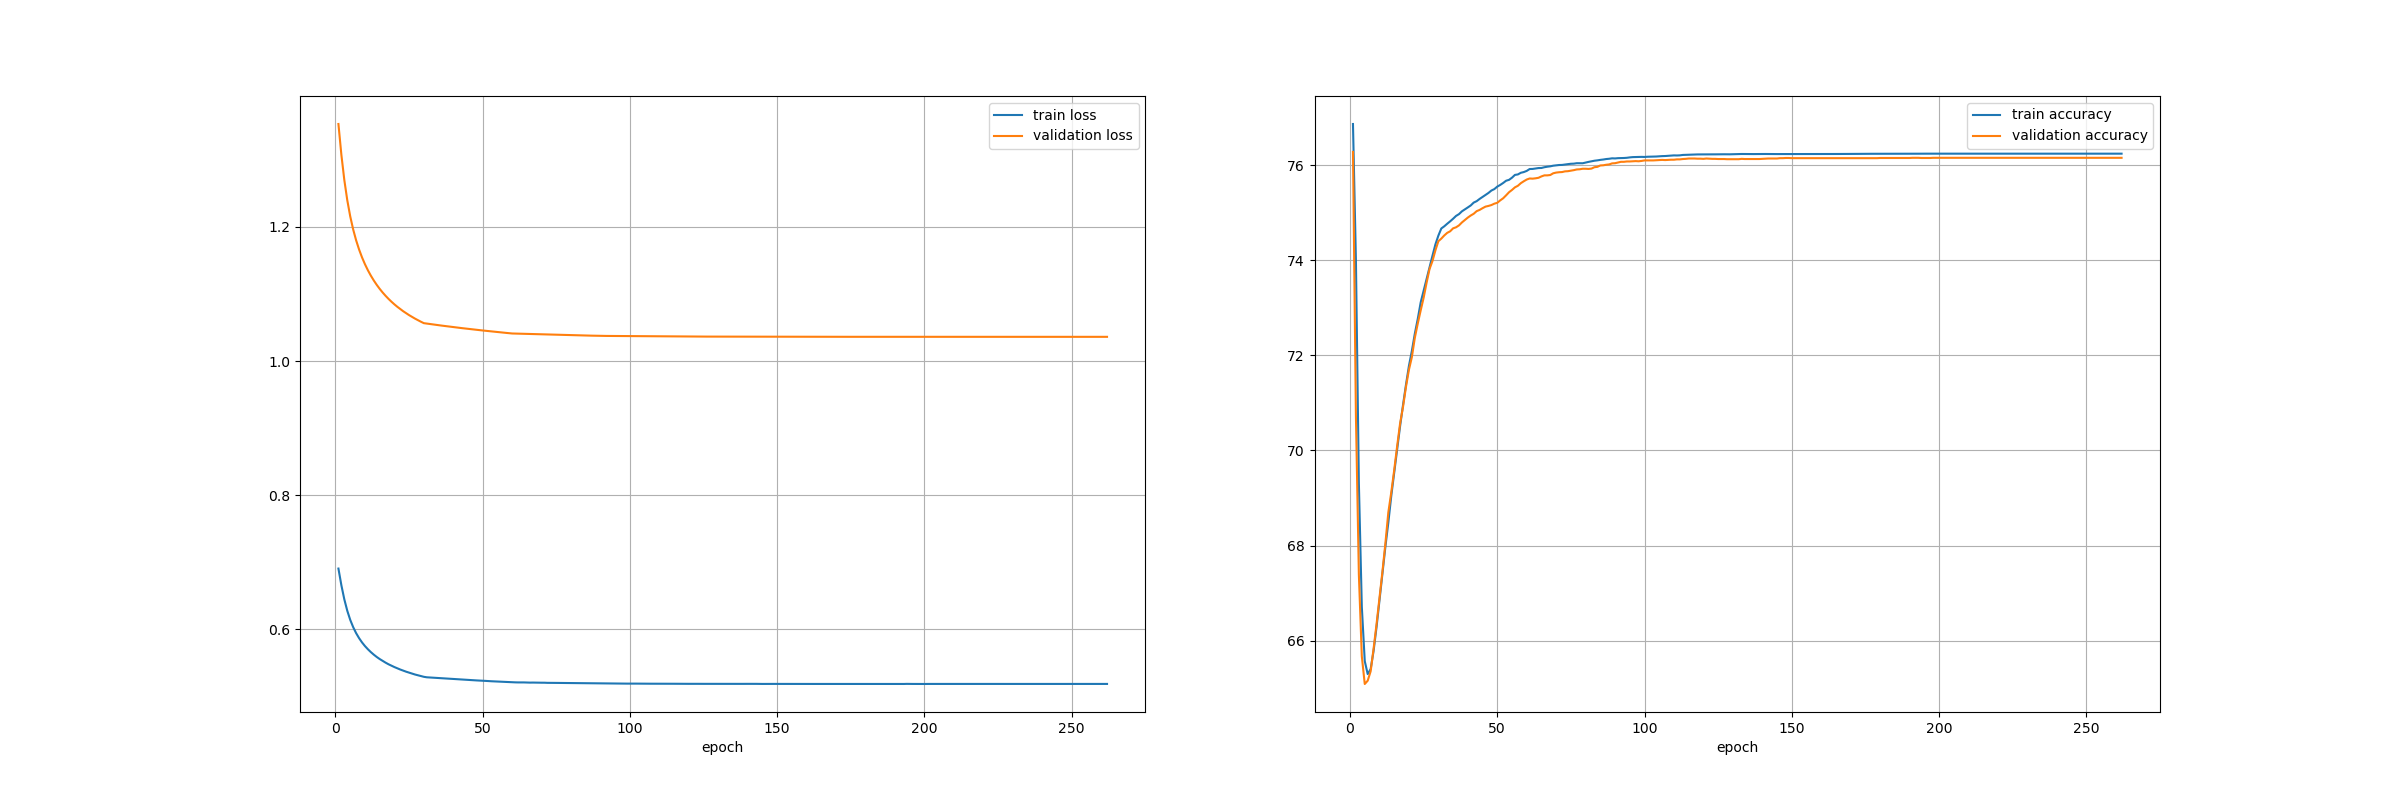 train loss
validation loss
1.2
1.0
0.8
0.6
0 50 100 150 200 250
epoch
train accuracy
validation accuracy
76
74
72
70
68
66
0 50 100 150 200 250
epoch